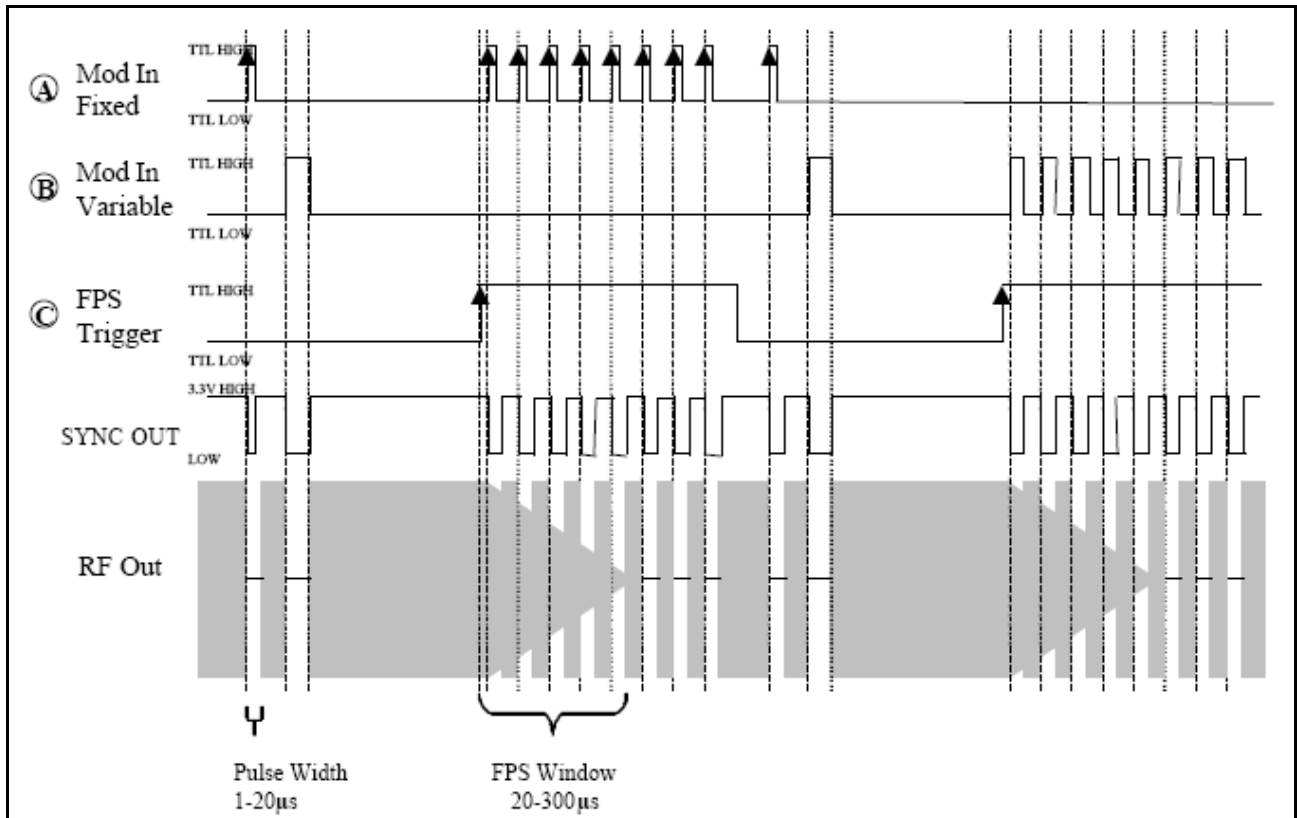 TTL HIGH
Ⓐ Mod In
Fixed
TTL LOW
TTL HIGH
Ⓑ Mod In
Variable
TTL LOW
TTL HIGH
Ⓒ FPS
Trigger
TTL LOW
3.3V HIGH
SYNC OUT
LOW
RF Out
Pulse Width
1-20µs
FPS Window
20-300µs